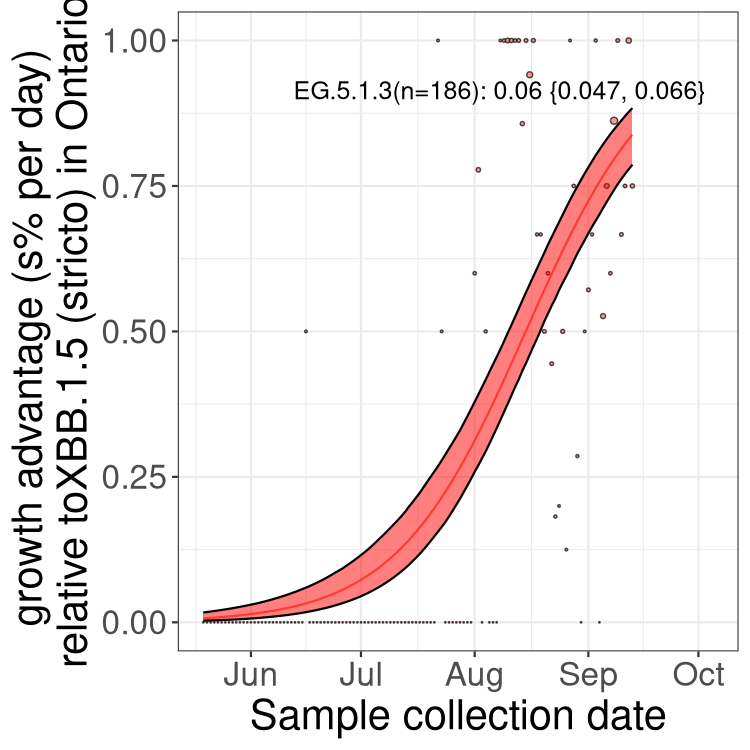 growth advantage (s% per day)
relative toXBB.1.5 (stricto) in Ontario
1.00
0.75
0.50
0.25
0.00
EG.5.1.3(n=186): 0.06 {0.047, 0.066}
Jun Jul Aug Sep Oct
Sample collection date